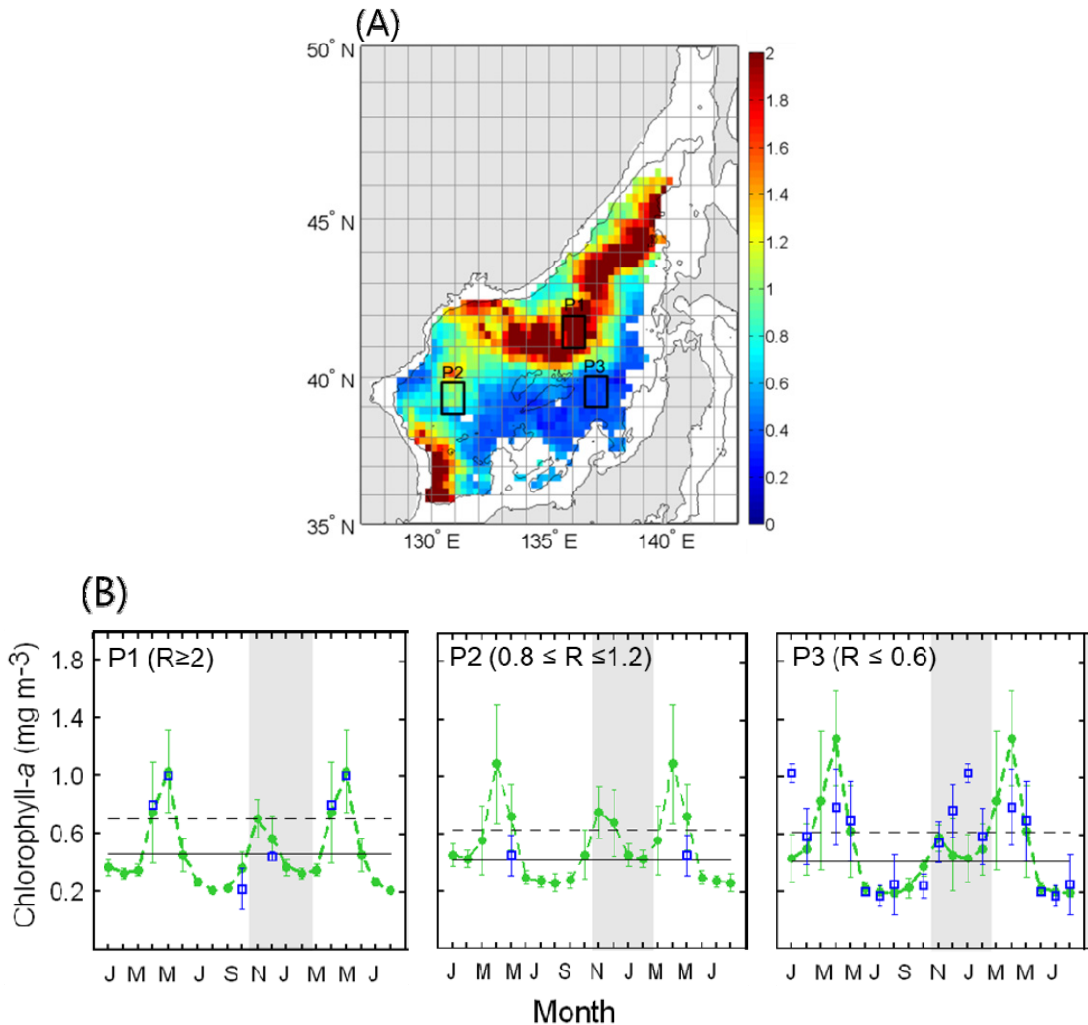 (A)
50° N
45° N
40° N
35° N
130° E
135° E
140° E
P1
P2
P3
2
1.8
1.6
1.4
1.2
1
0.8
0.6
0.4
0.2
0
(B)
Chlorophyll-a (mg m-3)
1.8
1.4
1.0
0.6
0.2
P1 (R≥2)
P2 (0.8 ≤ R ≤1.2)
P3 (R ≤ 0.6)
J M M J S N J M M J
J M M J S N J M M J
J M M J S N J M M J
Month